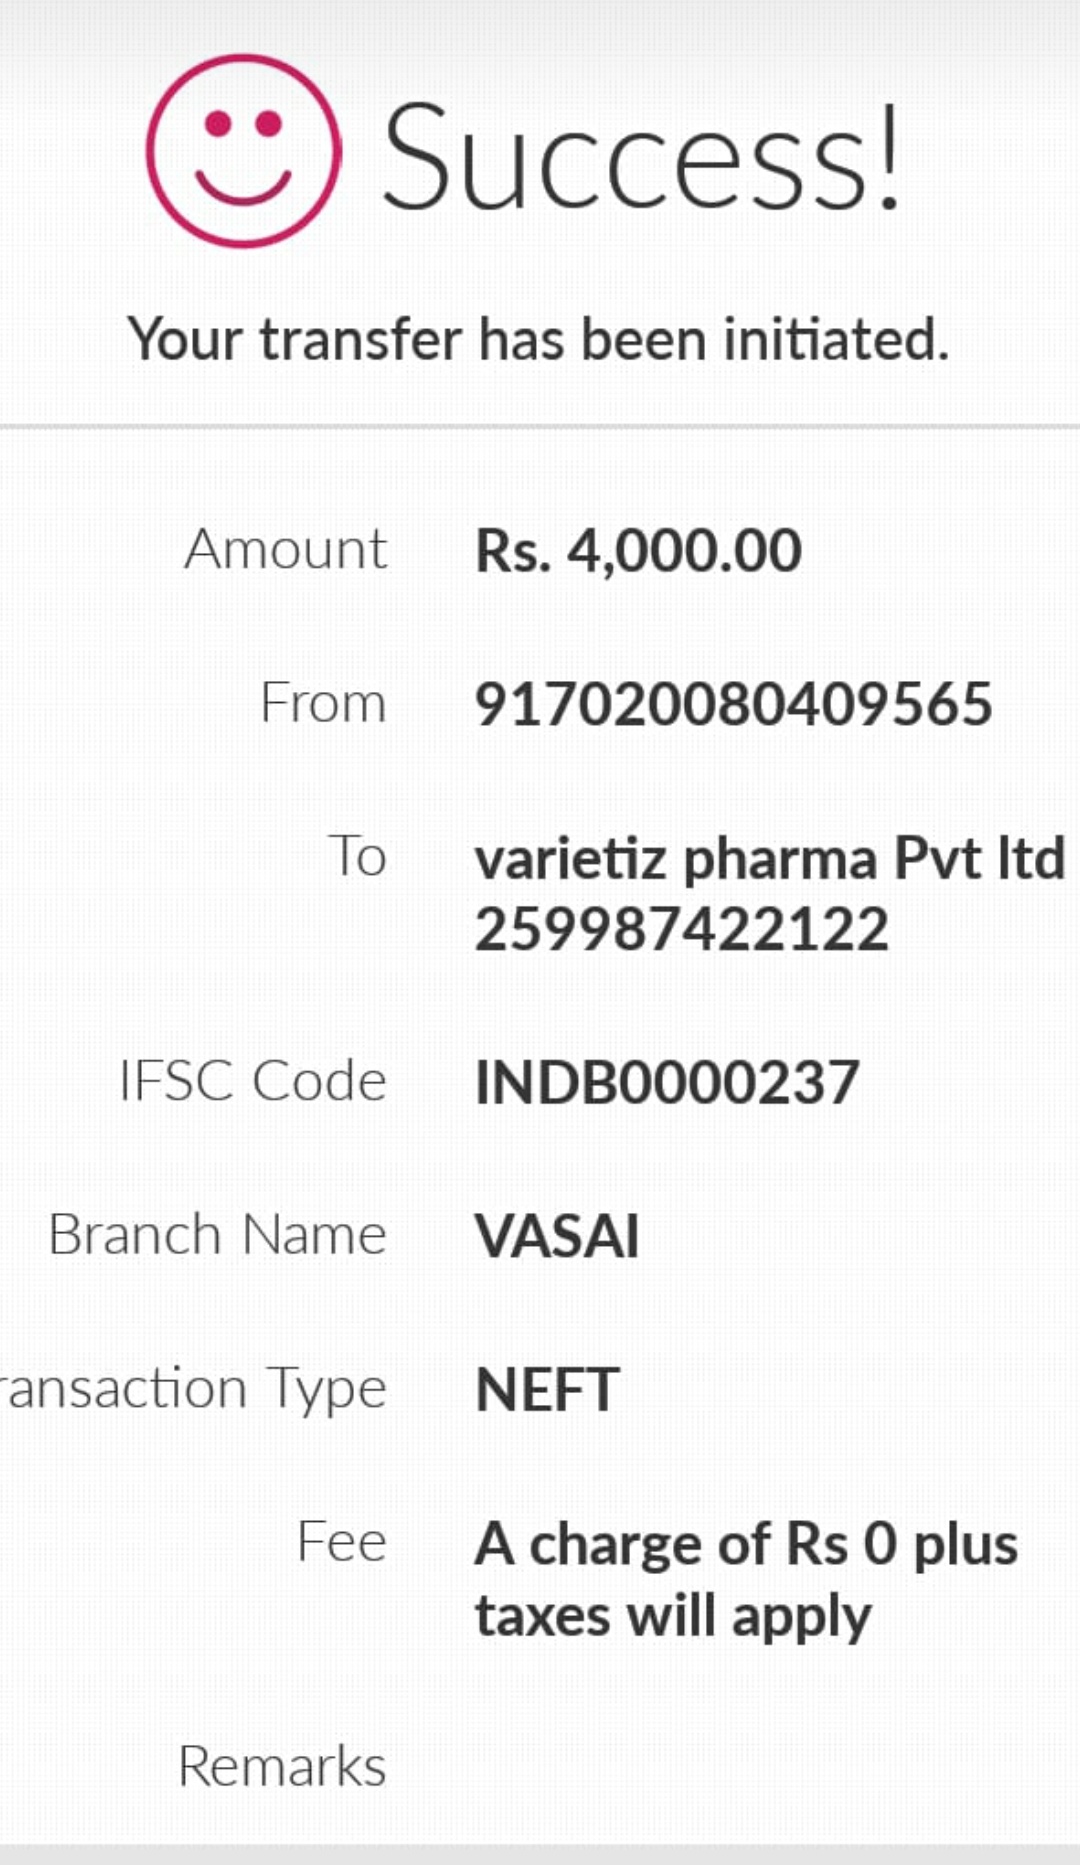 Success!
Your transfer has been initiated.
Amount Rs. 4,000.00
From 917020080409565
To varietiz pharma Pvt ltd
259987422122
IFSC Code INDB0000237
Branch Name VASAI
ransaction Type NEFT
Fee A charge of Rs 0 plus
taxes will apply
Remarks